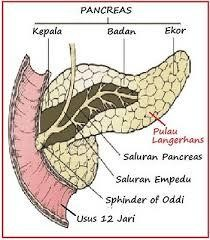 PANCREAS
Kepala Badan Ekor
Pulau
Langerhans
Saluran Pancreas
Saluran Empedu
Sphinder of Oddi
Usus 12 Jari